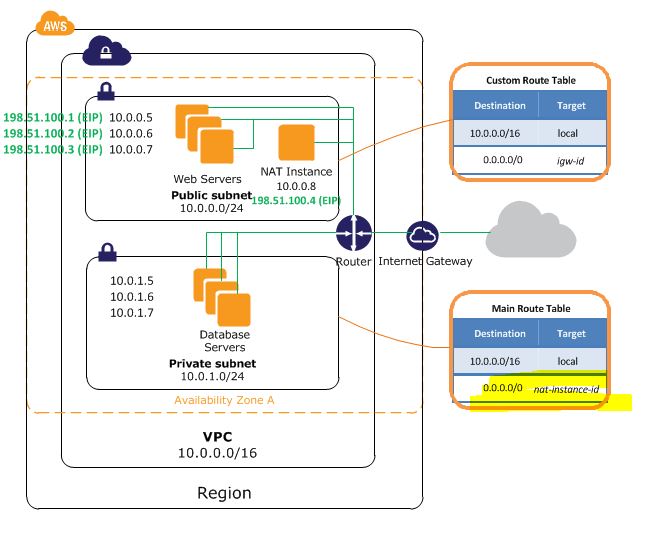 AWS
198.51.100.1 (EIP) 10.0.0.5
198.51.100.2 (EIP) 10.0.0.6
198.51.100.3 (EIP) 10.0.0.7
Web Servers
NAT Instance
10.0.0.8
198.51.100.4 (EIP)
Public subnet
10.0.0.0/24
Custom Route Table
Destination Target
10.0.0.0/16 local
0.0.0.0/0 igw-id
Router
Internet Gateway
10.0.1.5
10.0.1.6
10.0.1.7
Database
Servers
Private subnet
10.0.1.0/24
Main Route Table
Destination Target
10.0.0.0/16 local
0.0.0.0/0 nat-instance-id
Availability Zone A
VPC
10.0.0.0/16
Region